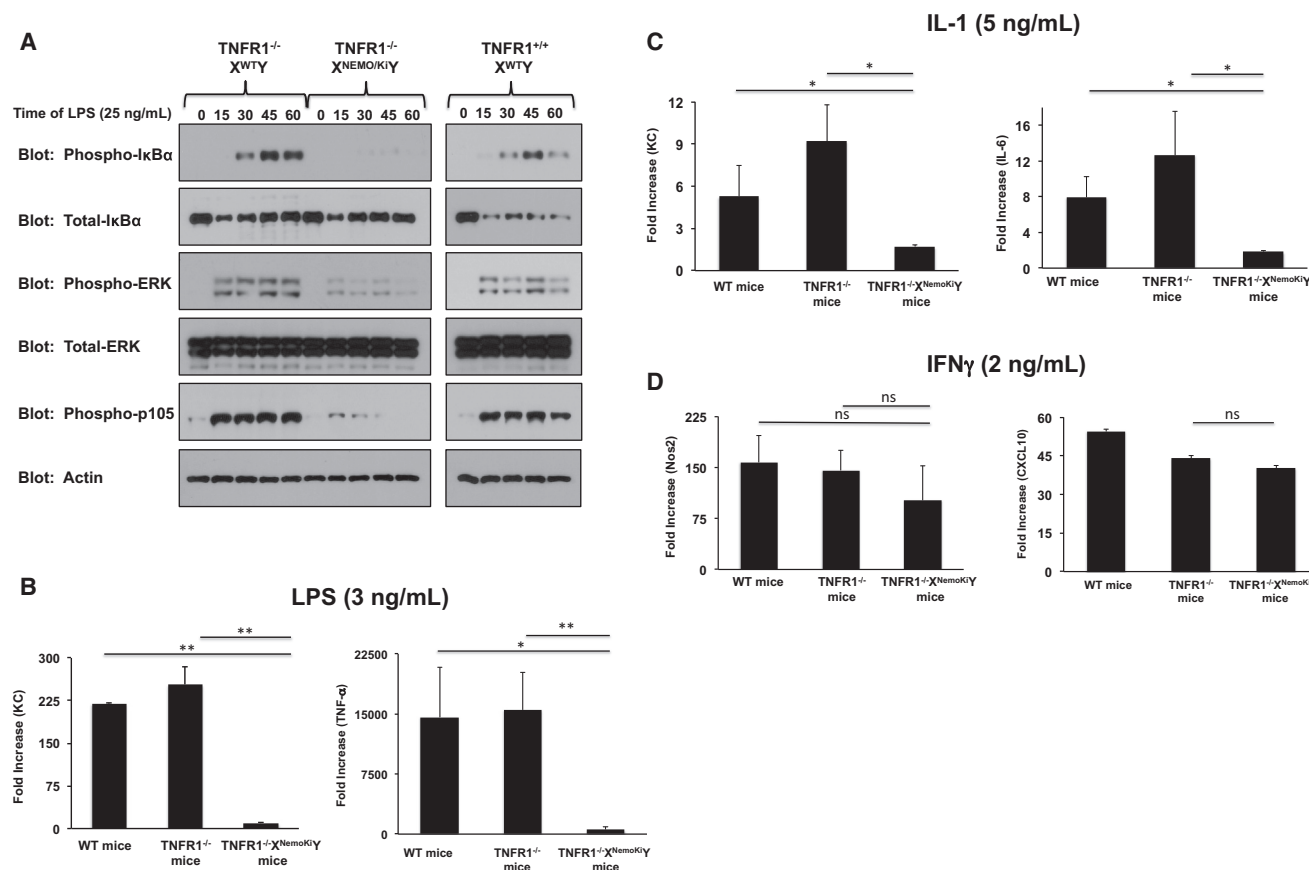 A
TNFR1-/- XWTY
TNFR1-/- XNEMO/KiY
TNFR1+/+ XWTY
Time of LPS (25 ng/mL) 0 15 30 45 60 0 15 30 45 60 0 15 30 45 60
Blot: Phospho-IκBα
Blot: Total-IκBα
Blot: Phospho-ERK
Blot: Total-ERK
Blot: Phospho-p105
Blot: Actin
B
LPS (3 ng/mL)
**
**
Fold Increase (KC)
300
225
150
75
0
WT mice
TNFR1-/- mice
TNFR1-/-XNemoKiY mice
**
*
Fold Increase (TNF-α)
22500
15000
7500
0
WT mice
TNFR1-/- mice
TNFR1-/-XNemoKiY mice
C
IL-1 (5 ng/mL)
*
*
Fold Increase (KC)
12
9
6
3
0
WT mice
TNFR1-/- mice
TNFR1-/-XNemoKiY mice
*
*
Fold Increase (IL-6)
16
12
8
4
0
WT mice
TNFR1-/- mice
TNFR1-/-XNemoKiY mice
D
IFNγ (2 ng/mL)
ns
ns
Fold Increase (Nos2)
225
150
75
0
WT mice
TNFR1-/- mice
TNFR1-/-XNemoKiY mice
ns
Fold Increase (CXCL10)
60
45
30
15
0
WT mice
TNFR1-/- mice
TNFR1-/-XNemoKiY mice